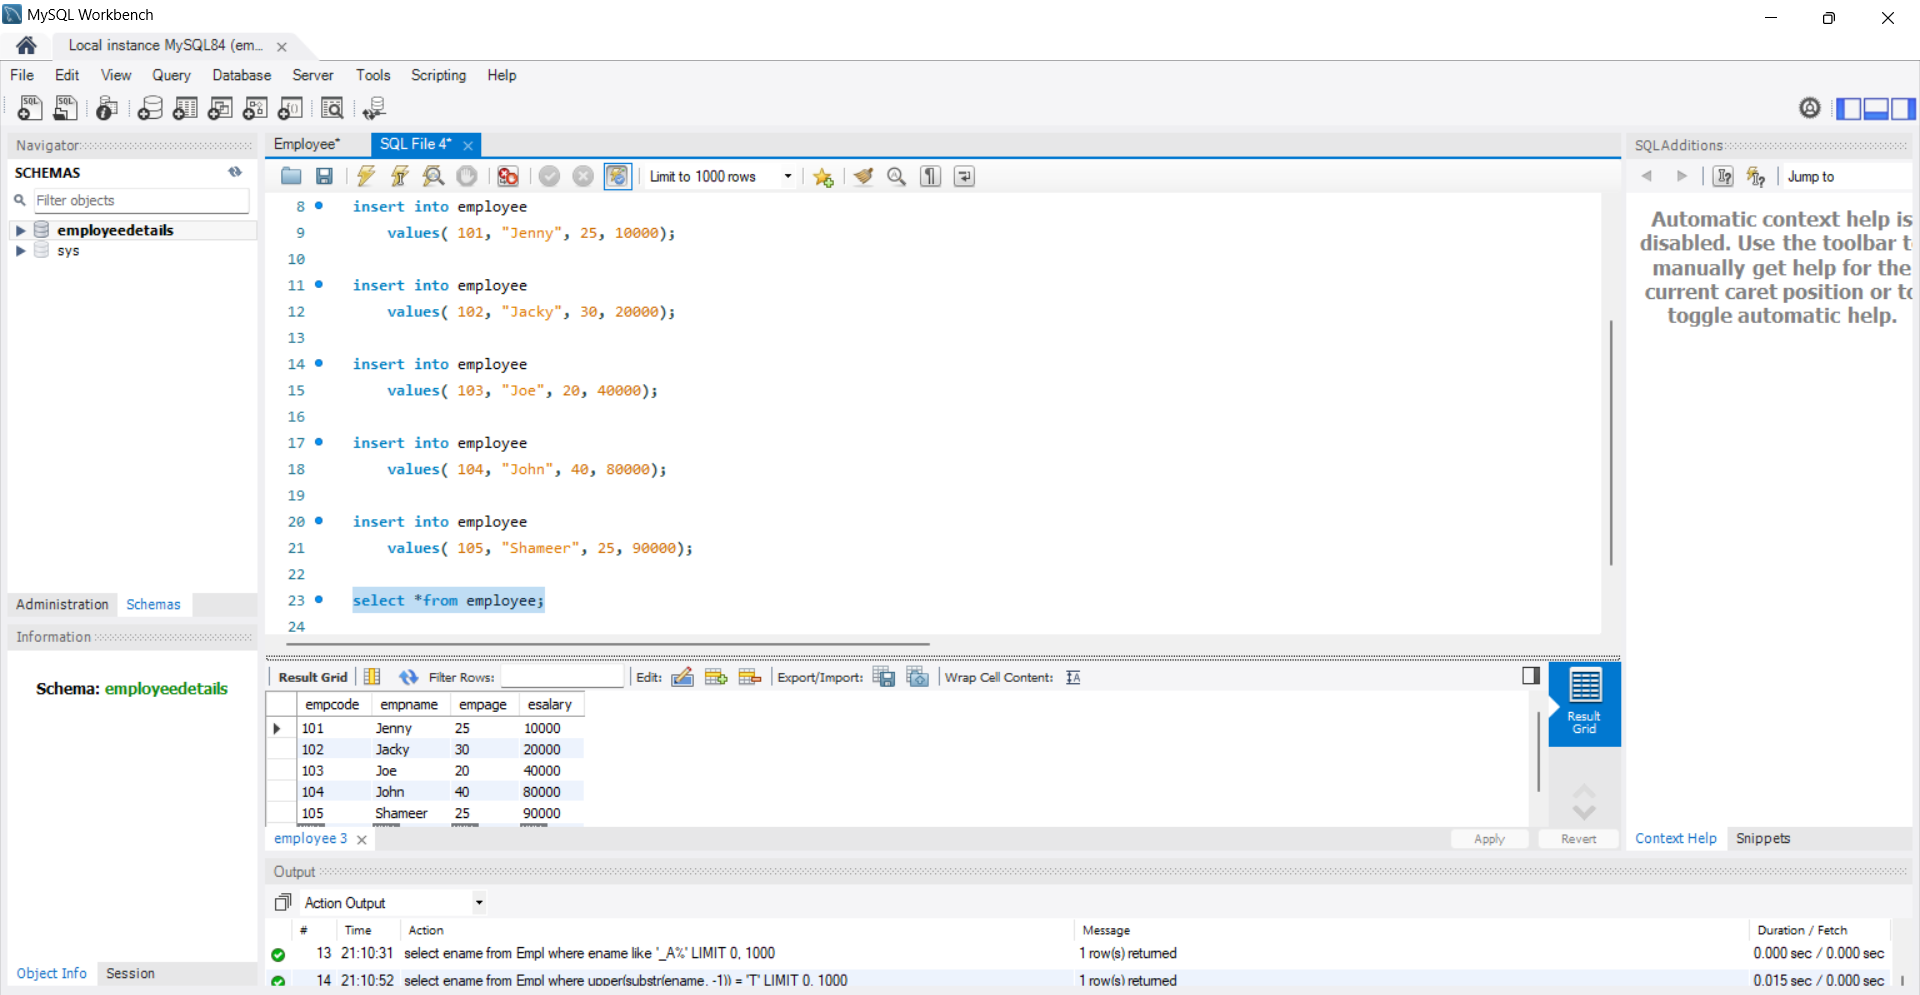 MySQL Workbench
Local instance MySQL84 (em...
File Edit View Query Database Server Tools Scripting Help
Navigator
SCHEMAS
Filter objects
employeedetails
sys
Administration Schemas
Information
Schema: employeedetails
Object Info Session
Employee* SQL File 4*
Limit to 1000 rows
8 insert into employee
9 values( 101, "Jenny", 25, 10000);
10
11 insert into employee
12 values( 102, "Jacky", 30, 20000);
13
14 insert into employee
15 values( 103, "Joe", 20, 40000);
16
17 insert into employee
18 values( 104, "John", 40, 80000);
19
20 insert into employee
21 values( 105, "Shameer", 25, 90000);
22
23 select *from employee;
24
Result Grid Filter Rows: Edit: Export/Import: Wrap Cell Content:
empcode empname empage esalary
101 Jenny 25 10000
102 Jacky 30 20000
103 Joe 20 40000
104 John 40 80000
105 Shameer 25 90000
Result
Grid
employee 3 Apply Revert
Output
Action Output
# Time Action Message Duration / Fetch
13 21:10:31 select ename from Empl where ename like '_A%' LIMIT 0, 1000 1 row(s) returned 0.000 sec / 0.000 sec
14 21:10:52 select ename from Empl where upper(substr(ename, -1)) = 'T' LIMIT 0, 1000 1 row(s) returned 0.015 sec / 0.000 sec
SQLAdditions
Jump to
Automatic context help is
disabled. Use the toolbar t
manually get help for the
current caret position or to
toggle automatic help.
Context Help Snippets